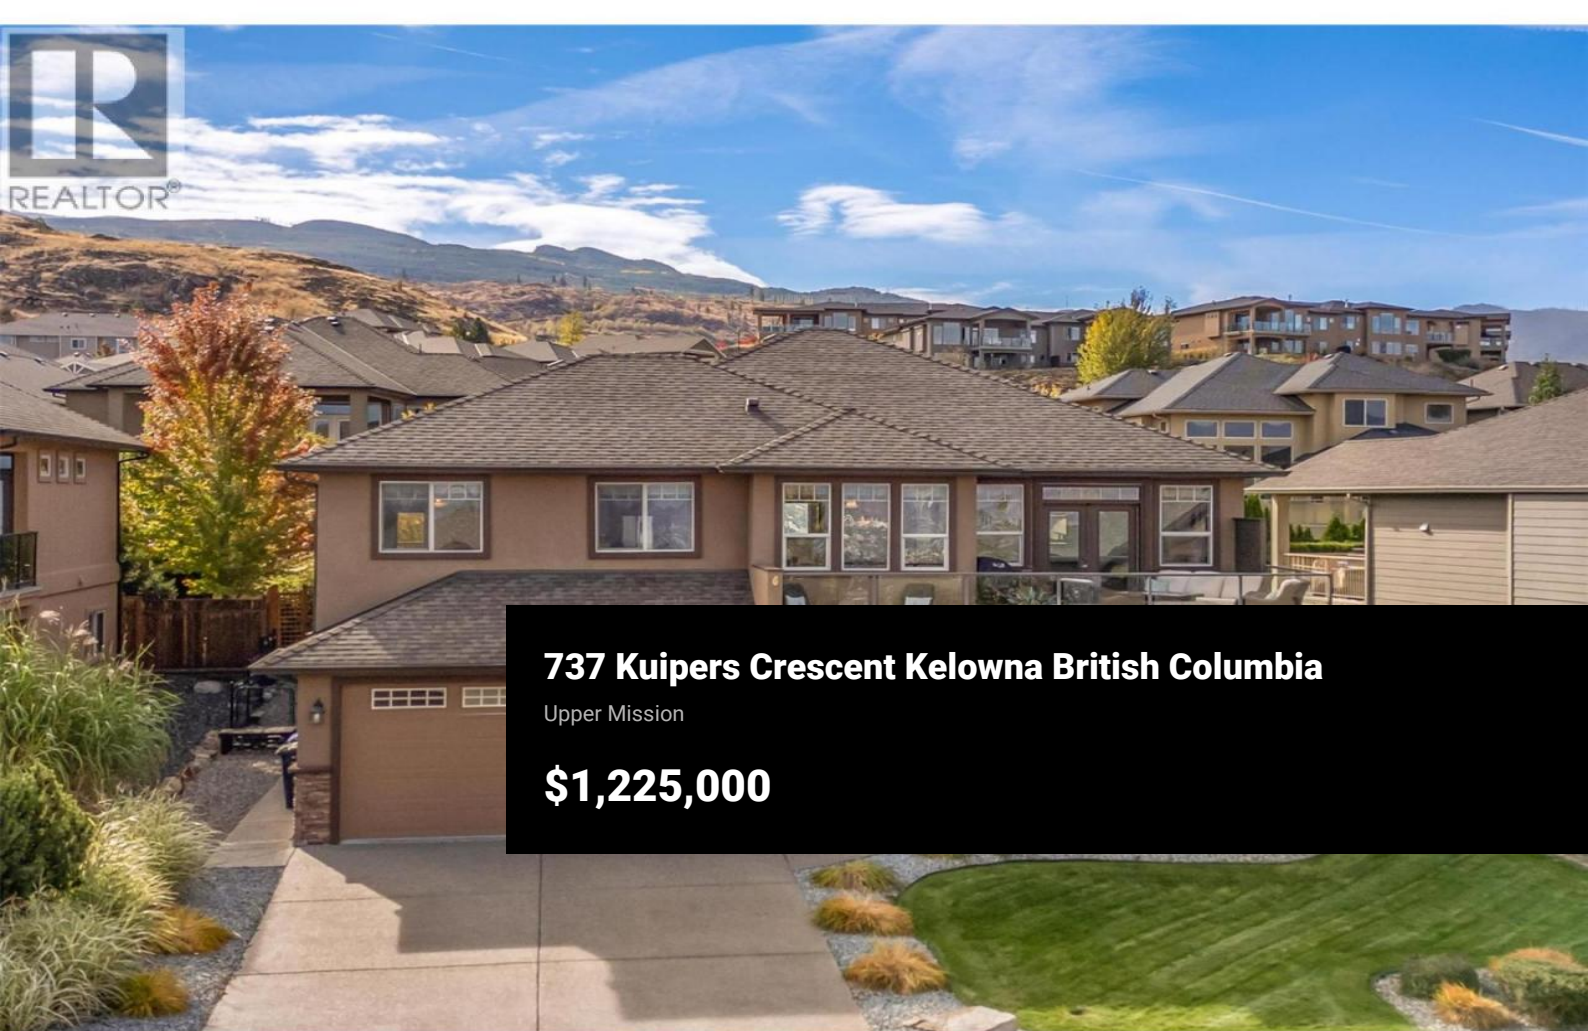 R
REALTOR®
737 Kuipers Crescent Kelowna British Columbia
Upper Mission
$1,225,000